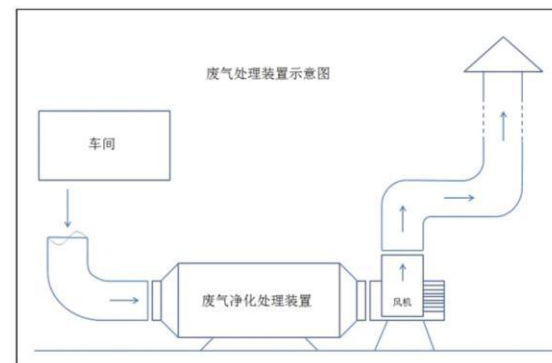 废气处理装置示意图
车间
废气净化处理装置
风机